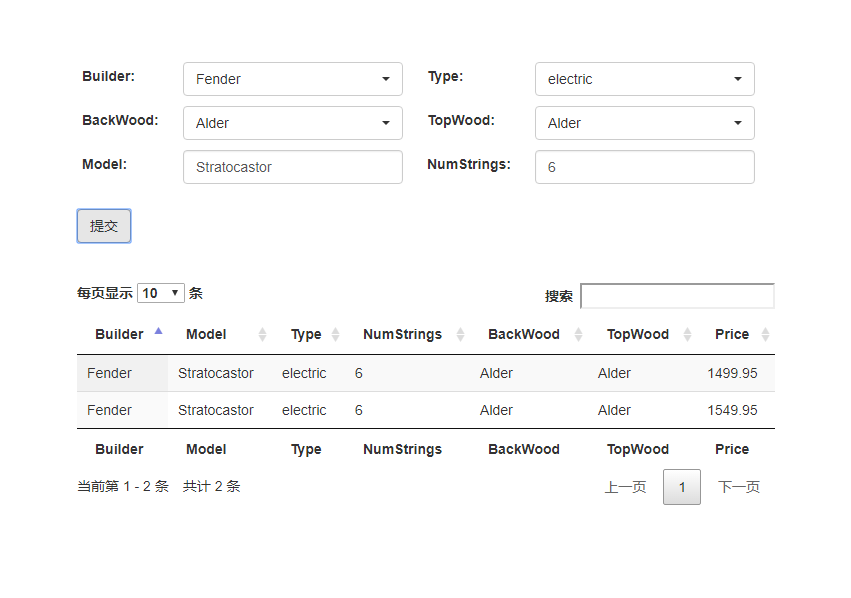 Builder: Fender Type: electric
BackWood: Alder TopWood: Alder
Model: Stratocastor NumStrings: 6
提交
每页显示 10 条 搜索
Builder Model Type NumStrings BackWood TopWood Price
Fender Stratocastor electric 6 Alder Alder 1499.95
Fender Stratocastor electric 6 Alder Alder 1549.95
Builder Model Type NumStrings BackWood TopWood Price
当前第 1 - 2 条 共计 2 条 上一页 1 下一页